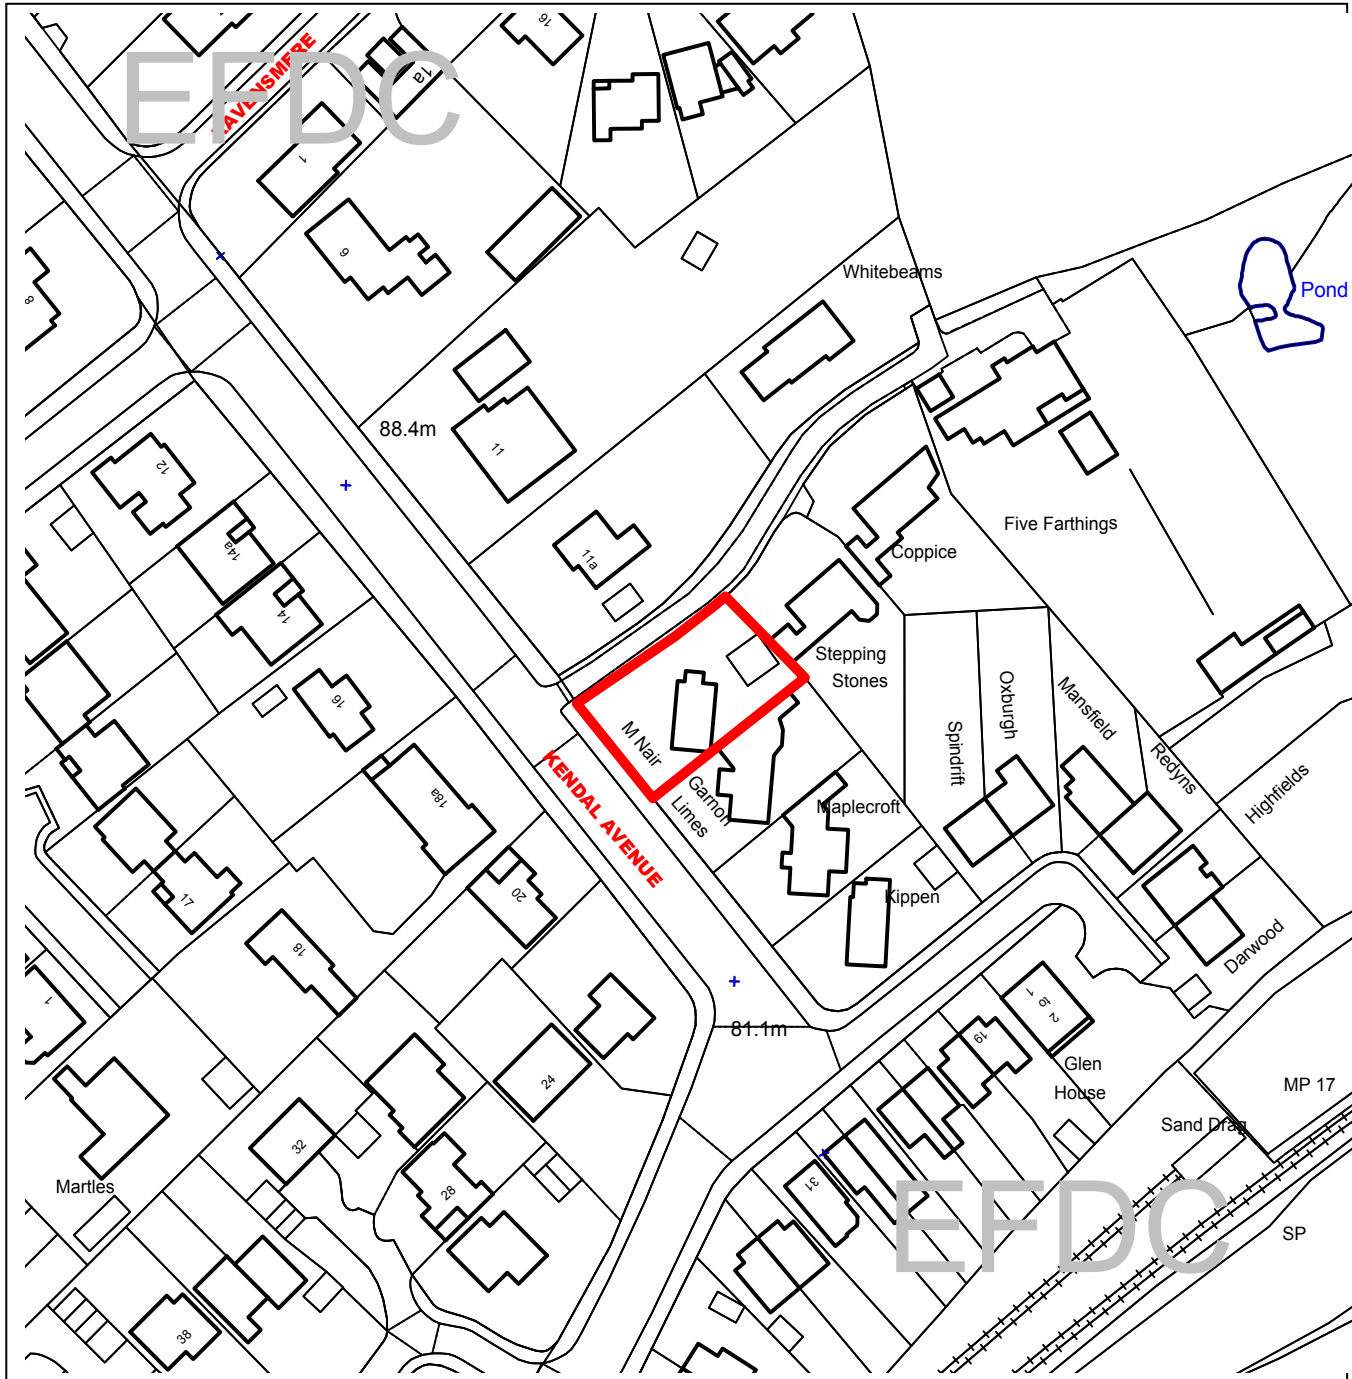 16
EFDC
RAVENSMERE
1a
1
6
Whitebeams
8
Pond
88.4m
11
12
14a
11a
Five Farthings
Coppice
14
Stepping
Stones
16
Oxburgh
Mansfield
Spindrift
M Nair
Redyns
KENDAL AVENUE
18a
Garnon
Limes
Maplecroft
Highfields
17
20
Kippen
18
Darwood
1
1 to 2
81.1m
19
24
Glen
House
MP 17
Sand Drag
32
Martles
28
31
EFDC
SP
38